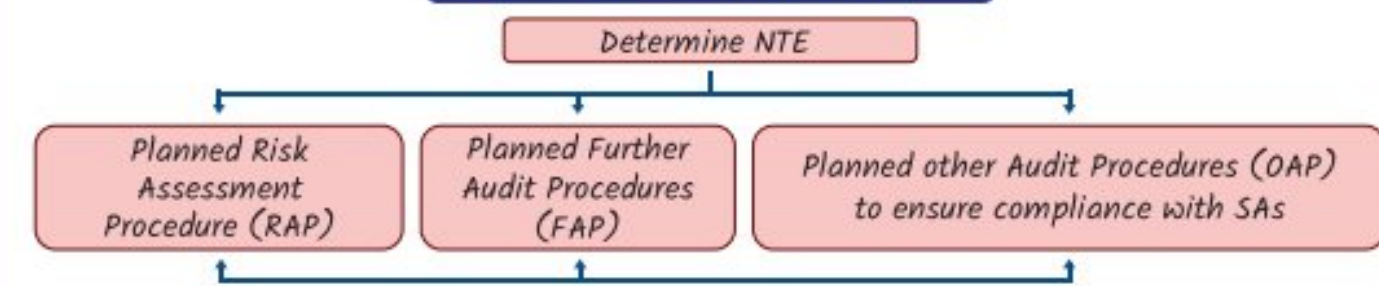 Determine NTE
Planned Risk
Assessment
Procedure (RAP)
Planned Further
Audit Procedures
(FAP)
Planned other Audit Procedures (OAP)
to ensure compliance with SAs